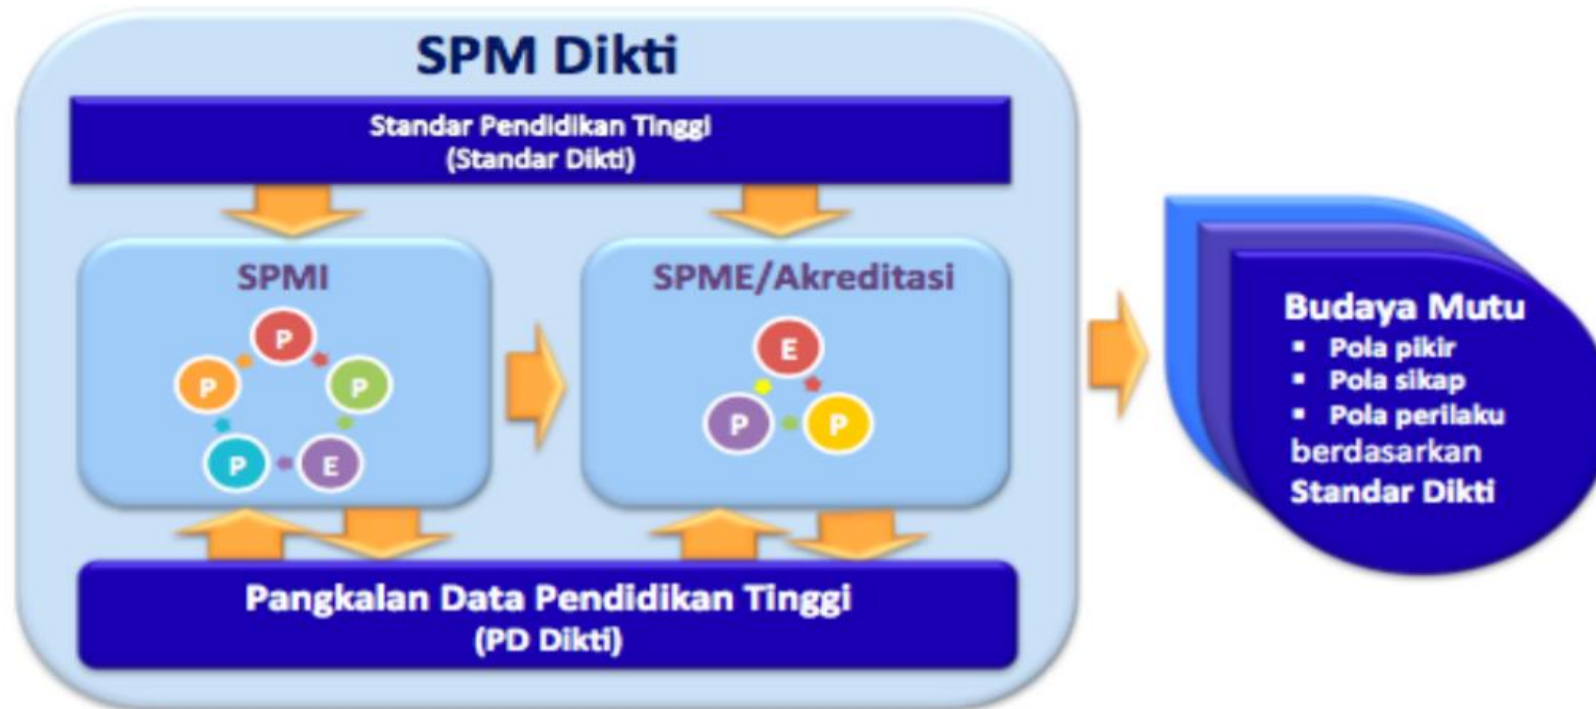 SPM Dikti
Standar Pendidikan Tinggi
(Standar Dikti)
SPMI
P
P
P
P
E
SPME/Akreditasi
E
P
P
Pangkalan Data Pendidikan Tinggi
(PD Dikti)
Budaya Mutu
▪ Pola pikir
▪ Pola sikap
▪ Pola perilaku
berdasarkan
Standar Dikti